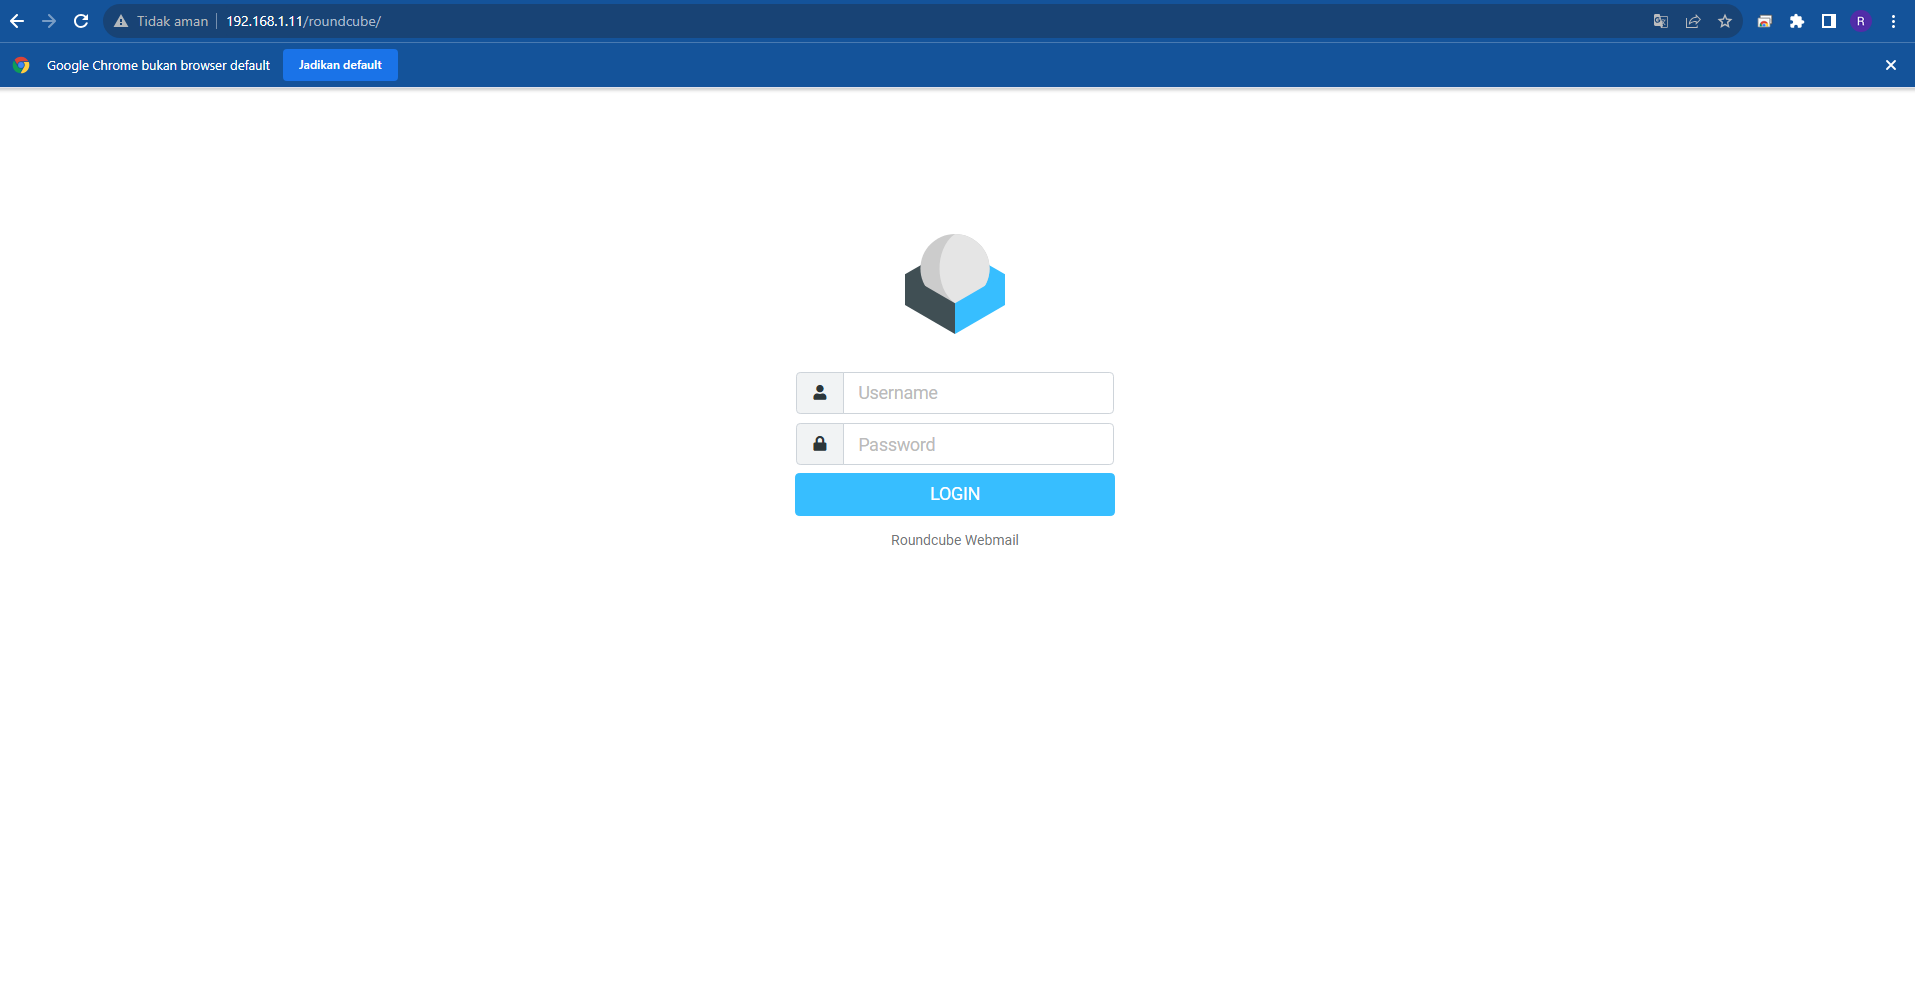 Tidak aman 192.168.1.11/roundcube/
R
Google Chrome bukan browser default Jadikan default
Username
Password
LOGIN
Roundcube Webmail